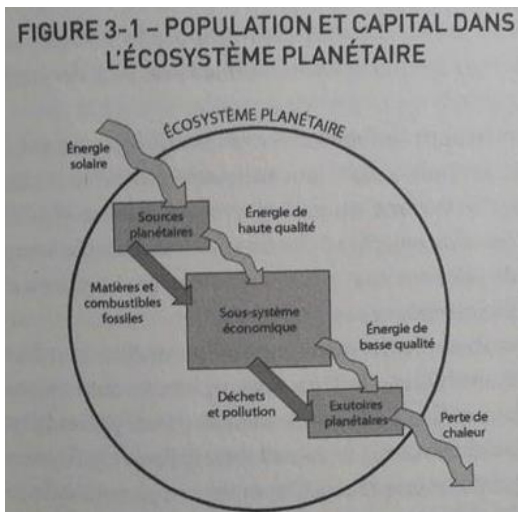 FIGURE 3-1 – POPULATION ET CAPITAL DANS
L'ÉCOSYSTÈME PLANÉTAIRE
ÉCOSYSTÈME PLANÉTAIRE
Énergie
solaire
Sources
planétaires
Énergie de
haute qualité
Matières et
combustibles
fossiles
Sous-système
économique
Énergie de
basse qualité
Déchets
et pollution
Exutoires
planétaires
Perte de
chaleur